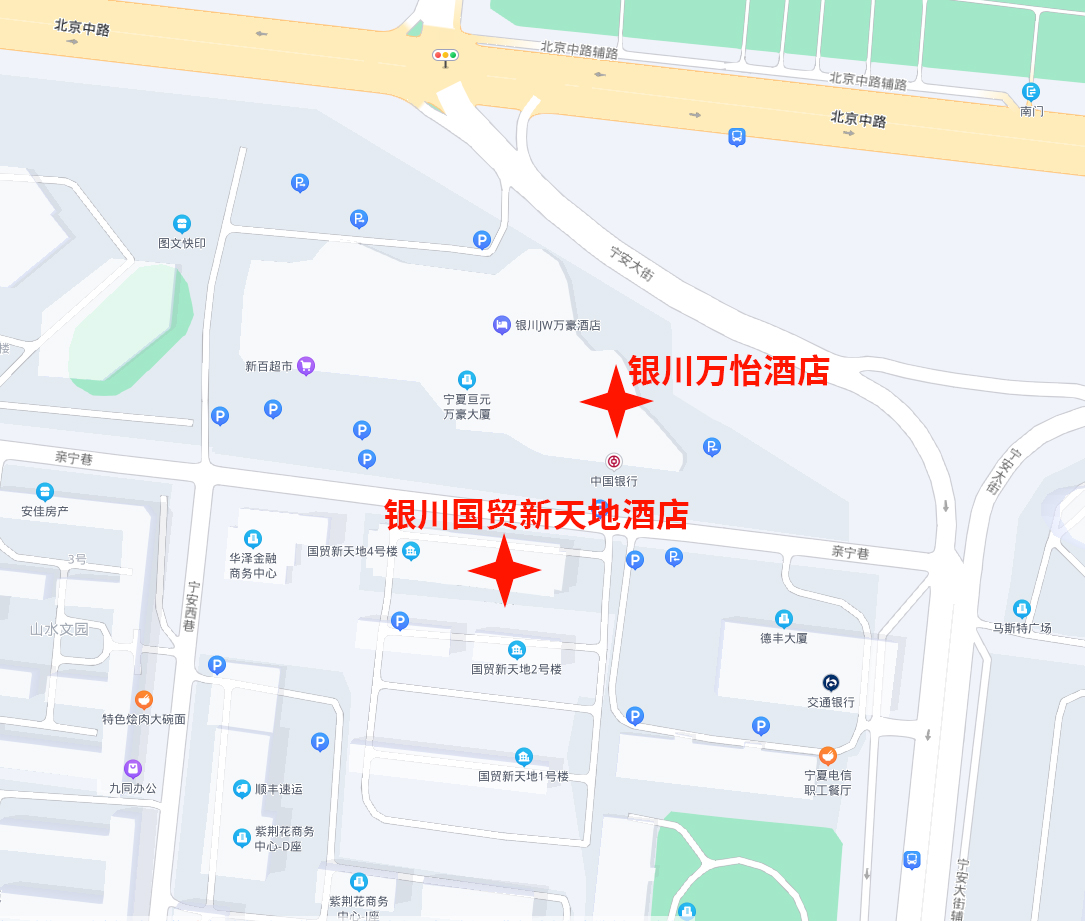 北京中路
北京中路辅路
北京中路辅路
北京中路
南门
图文快印
宁安大街
银川JW万豪酒店
楼
新百超市
银川万怡酒店
宁夏亘元
万豪大厦
亲宁巷
中国银行
宁安大街
安佳房产
银川国贸新天地酒店
3号
华泽金融
商务中心
国贸新天地4号楼
亲宁巷
宁安西巷
山水文园
马斯特广场
德丰大厦
国贸新天地2号楼
交通银行
特色烩肉大碗面
国贸新天地1号楼
宁夏电信
职工餐厅
九同办公
顺丰速运
紫荆花商务
中心-D座
宁安大街辅路
紫荆花商务